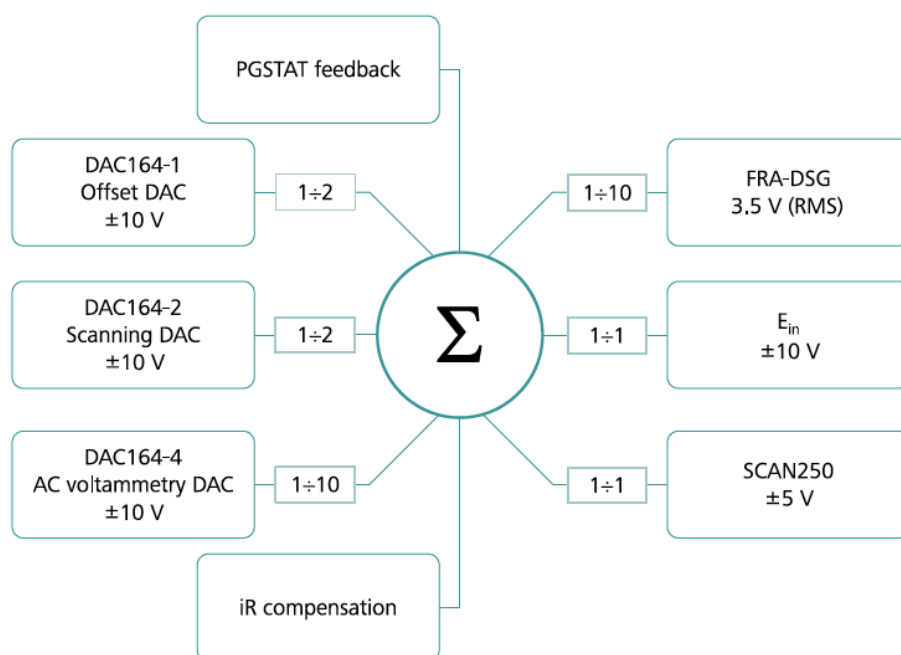 PGSTAT feedback
DAC164-1
Offset DAC
±10 V
1÷2
1÷10
FRA-DSG
3.5 V (RMS)
DAC164-2
Scanning DAC
±10 V
1÷2
Σ
1÷1
Ein
±10 V
DAC164-4
AC voltammetry DAC
±10 V
1÷10
1÷1
SCAN250
±5 V
iR compensation